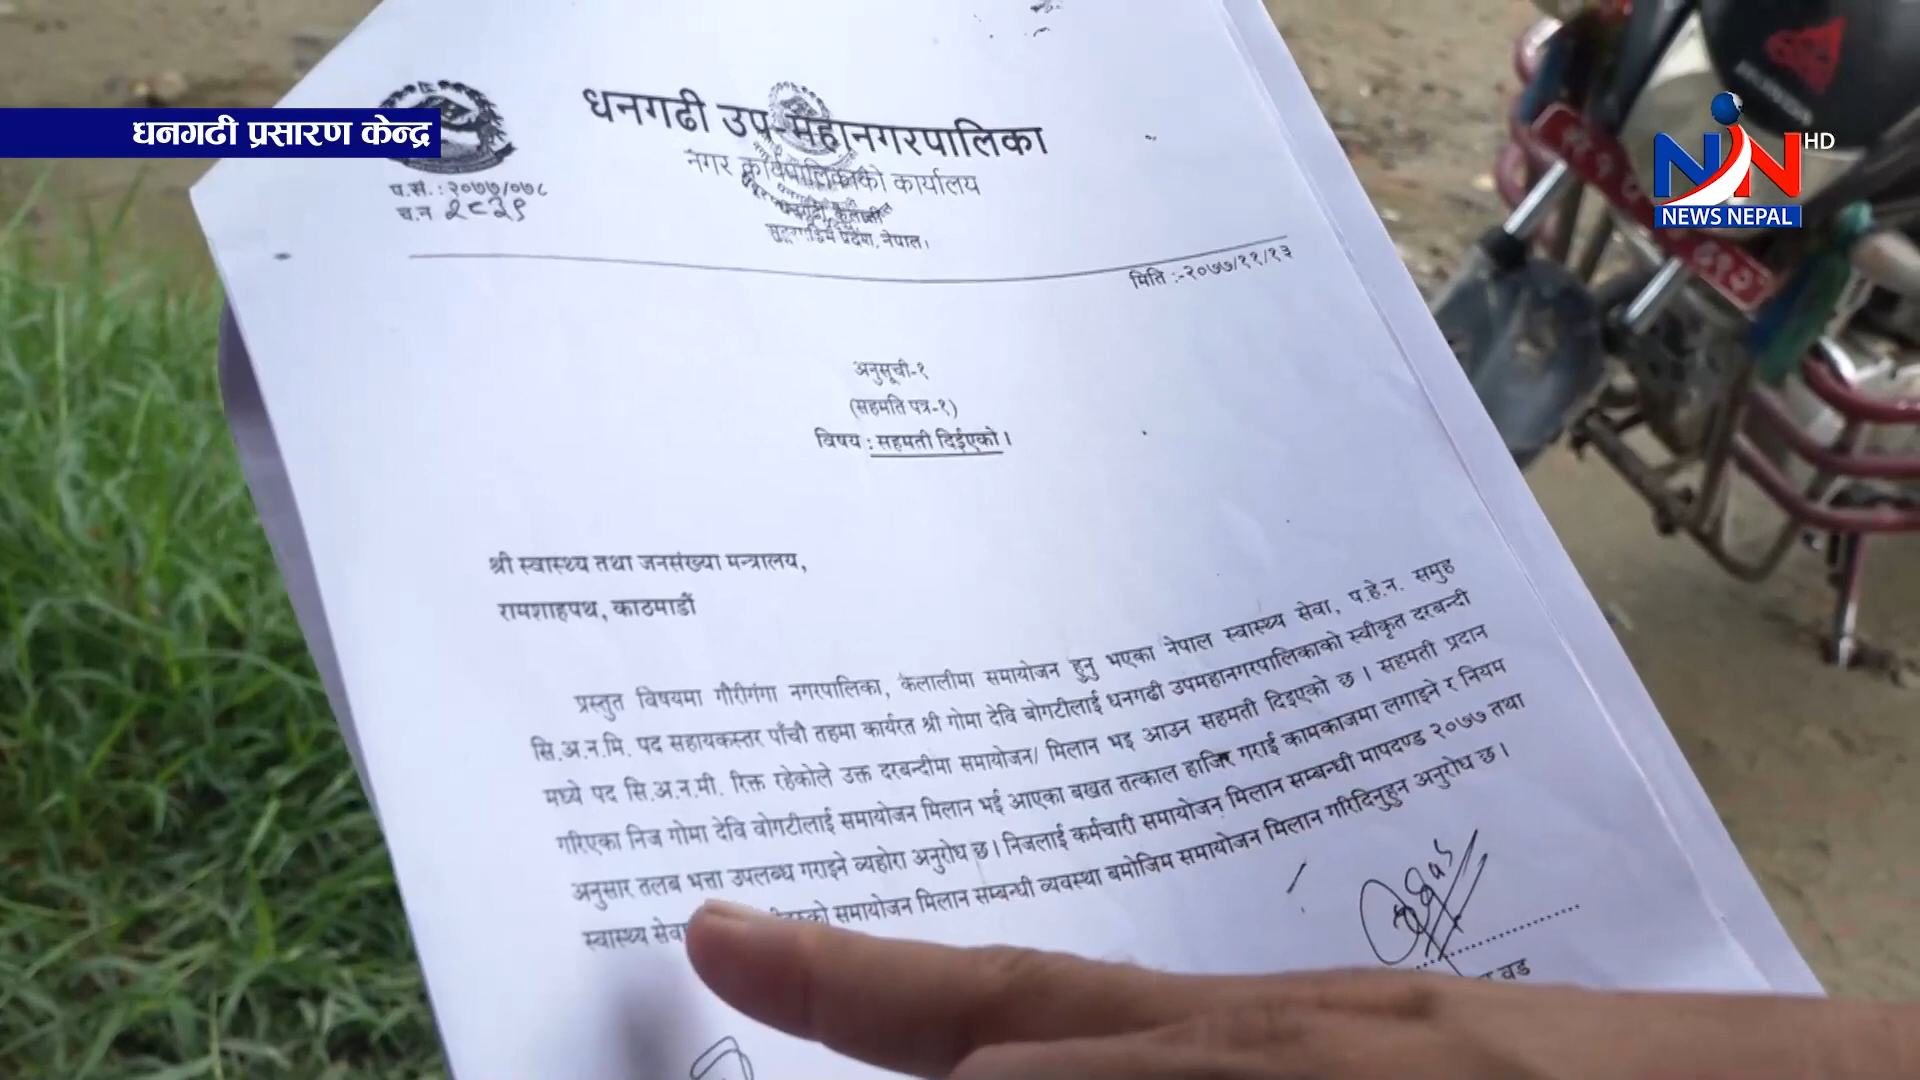 धनगढी प्रसारण केन्द्र
NN HD
NEWS NEPAL
धनगढी उप-महानगरपालिका
नगर कार्यपालिकाको कार्यालय
धनगढी, कैलाली
सुदूरपश्चिम प्रदेश, नेपाल।
प.सं. : २०७७/०७८
च.न २८३९
मिति :-२०७७/११/१३
अनुसूची-१
(सहमति पत्र-१)
विषय : सहमती दिईएको ।
श्री स्वास्थ्य तथा जनसंख्या मन्त्रालय,
रामशाहपथ, काठमाडौं
प्रस्तुत विषयमा गौरीगंगा नगरपालिका, कैलालीमा समायोजन हुनु भएका नेपाल स्वास्थ्य सेवा, प.हे.न. समुह
सि.अ.न.मि. पद सहायकस्तर पाँचौ तहमा कार्यरत श्री गोमा देवि बोगटीलाई धनगढी उपमहानगरपालिकाको स्वीकृत दरबन्दी
मध्ये पद सि.अ.न.मी. रिक्त रहेकोले उक्त दरबन्दीमा समायोजन/ मिलान भइ आउन सहमती दिइएको छ । सहमती प्रदान
गरिएका निज गोमा देवि बोगटीलाई समायोजन मिलान भई आएका बखत तत्काल हाजिर गराई कामकाजमा लगाइने र नियम
अनुसार तलब भत्ता उपलब्ध गराइने व्यहोरा अनुरोध छ । निजलाई कर्मचारी समायोजन मिलान सम्बन्धी मापदण्ड २०७७ तथा
स्वास्थ्य सेवा समायोजन मिलान सम्बन्धी व्यवस्था बमोजिम समायोजन मिलान गरिदिनुहुन अनुरोध छ ।
वड